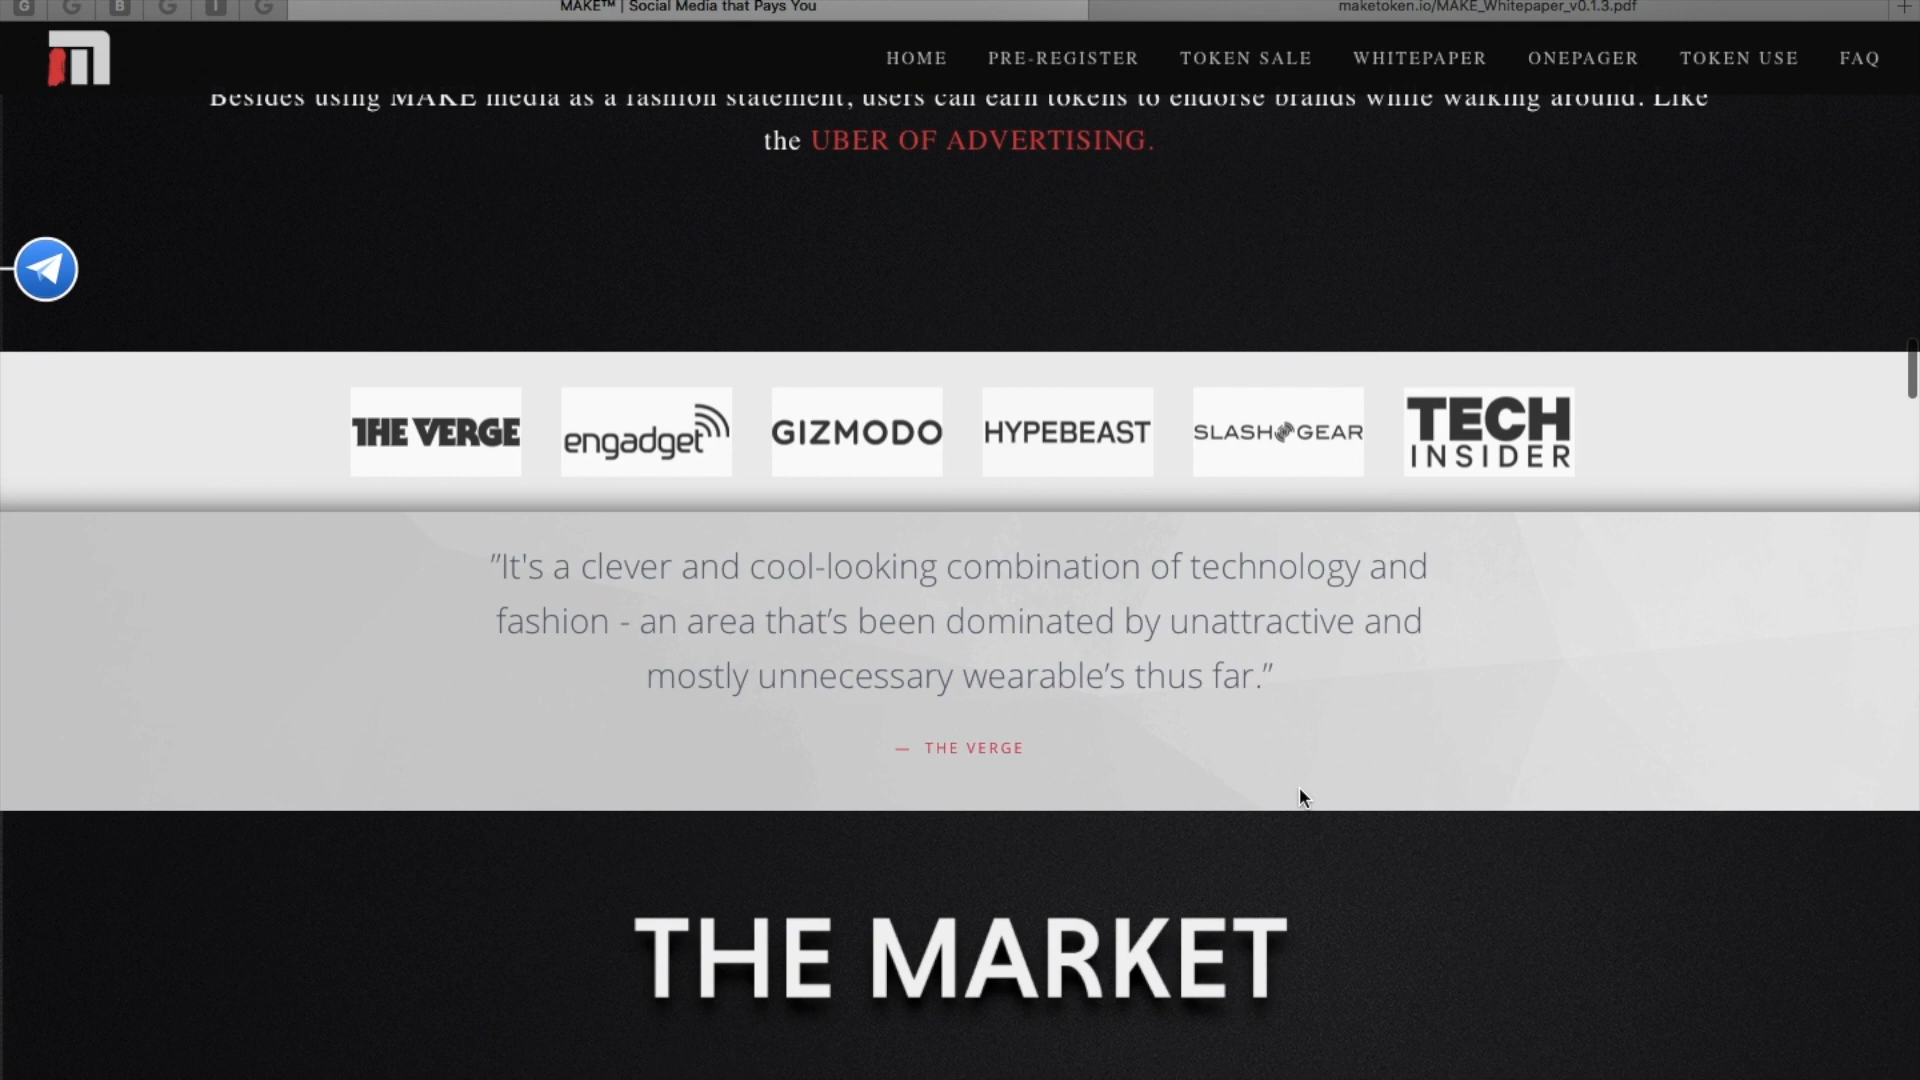 G G B G I G
MAKE™ | Social Media that Pays You
maketoken.io/MAKE_Whitepaper_v0.1.3.pdf
HOME PRE-REGISTER TOKEN SALE WHITEPAPER ONEPAGER TOKEN USE FAQ
Besides using MAKE media as a fashion statement, users can earn tokens to endorse brands while walking around. Like
the UBER OF ADVERTISING.
THE VERGE
engadget
GIZMODO
HYPEBEAST
SLASHGEAR
TECH
INSIDER
"It's a clever and cool-looking combination of technology and
fashion - an area that’s been dominated by unattractive and
mostly unnecessary wearable’s thus far.”
— THE VERGE
THE MARKET